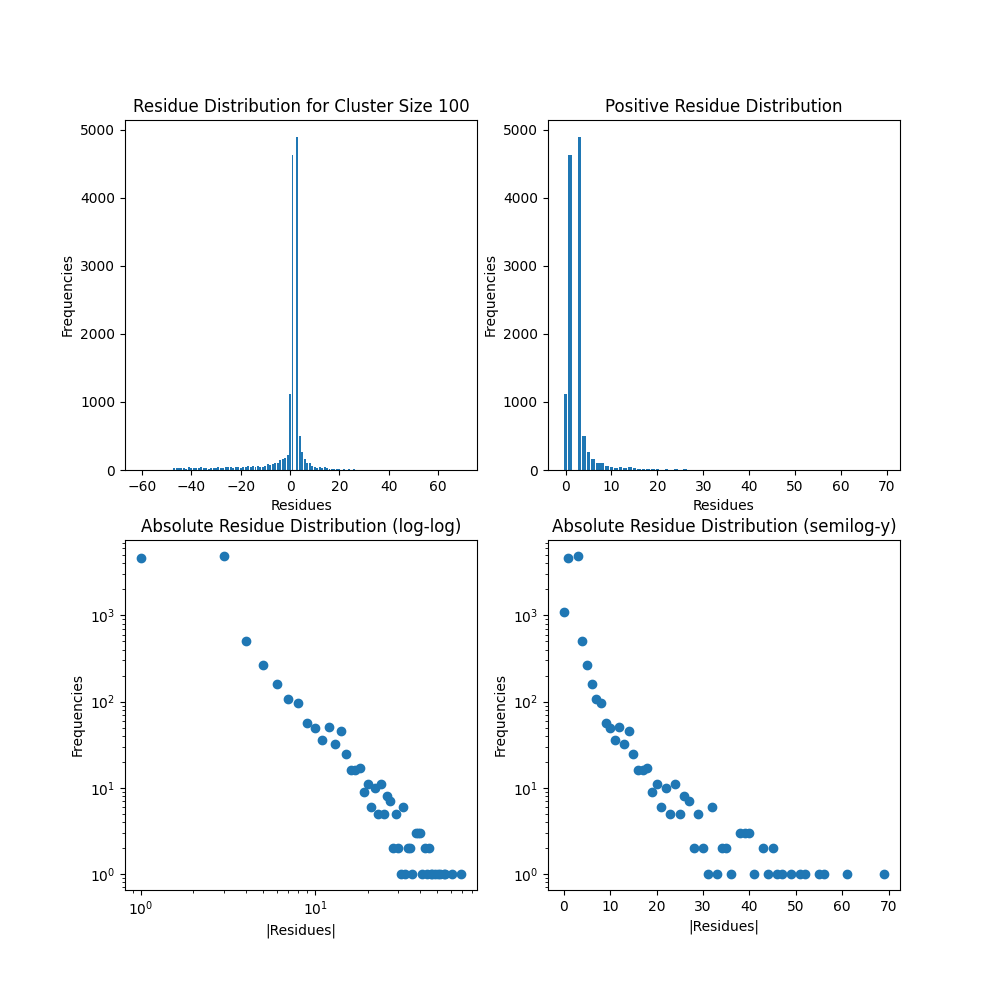 Residue Distribution for Cluster Size 100
5000
4000
3000
2000
1000
0
Frequencies
−60 −40 −20 0 20 40 60
Residues
Positive Residue Distribution
5000
4000
3000
2000
1000
0
Frequencies
0 10 20 30 40 50 60 70
Residues
Absolute Residue Distribution (log-log)
10³
10²
10¹
10⁰
Frequencies
10⁰ 10¹
|Residues|
Absolute Residue Distribution (semilog-y)
10³
10²
10¹
10⁰
Frequencies
0 10 20 30 40 50 60 70
|Residues|